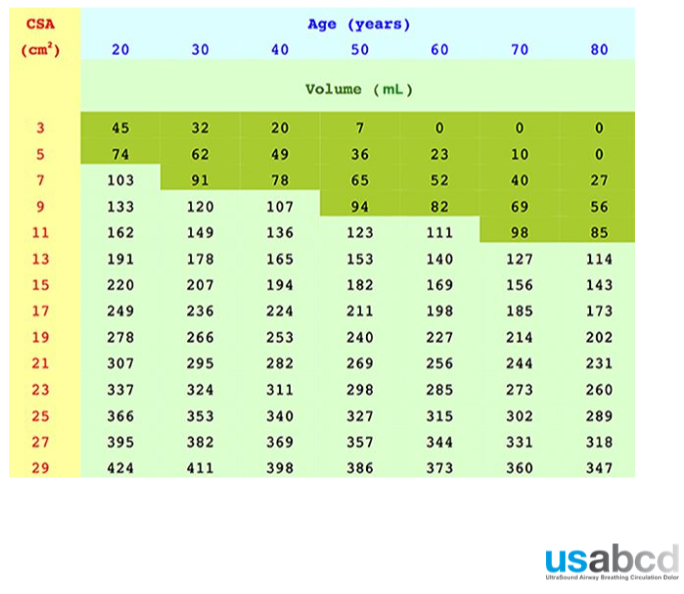 CSA Age (years)
(cm²) 20 30 40 50 60 70 80
Volume (mL)
3 45 32 20 7 0 0 0
5 74 62 49 36 23 10 0
7 103 91 78 65 52 40 27
9 133 120 107 94 82 69 56
11 162 149 136 123 111 98 85
13 191 178 165 153 140 127 114
15 220 207 194 182 169 156 143
17 249 236 224 211 198 185 173
19 278 266 253 240 227 214 202
21 307 295 282 269 256 244 231
23 337 324 311 298 285 273 260
25 366 353 340 327 315 302 289
27 395 382 369 357 344 331 318
29 424 411 398 386 373 360 347
usabcd
UltraSound Airway Breathing Circulation Dolor